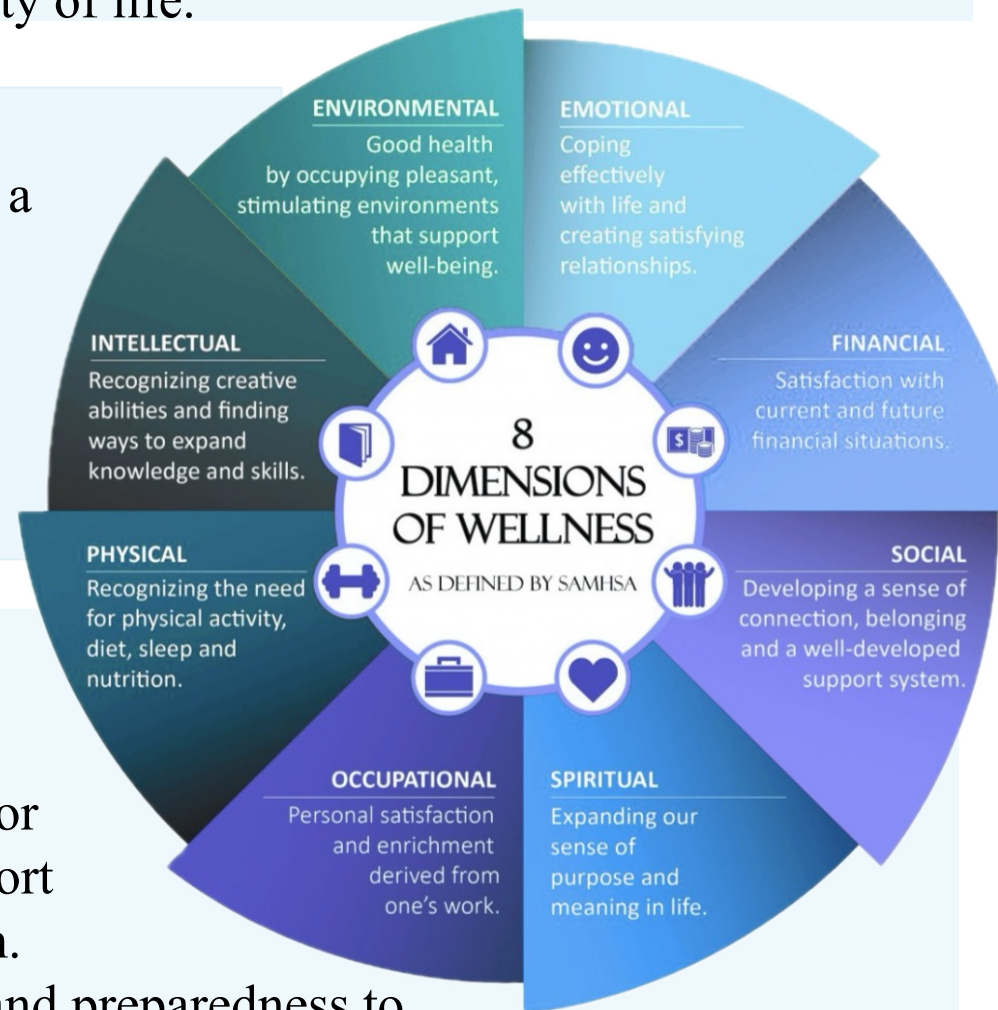 ty of life.
a
ENVIRONMENTAL
Good health
by occupying pleasant,
stimulating environments
that support
well-being.
EMOTIONAL
Coping
effectively
with life and
creating satisfying
relationships.
INTELLECTUAL
Recognizing creative
abilities and finding
ways to expand
knowledge and skills.
FINANCIAL
Satisfaction with
current and future
financial situations.
8
DIMENSIONS
OF WELLNESS
AS DEFINED BY SAMHSA
$
PHYSICAL
Recognizing the need
for physical activity,
diet, sleep and
nutrition.
SOCIAL
Developing a sense of
connection, belonging
and a well-developed
support system.
OCCUPATIONAL
Personal satisfaction
and enrichment
derived from
one's work.
SPIRITUAL
Expanding our
sense of
purpose and
meaning in life.
or
ort
n.
nd preparedness to